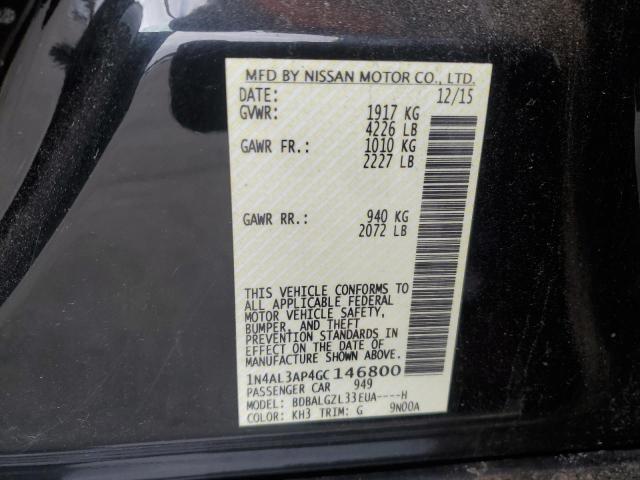 MFD BY NISSAN MOTOR CO., LTD.
DATE: 12/15
GVWR: 1917 KG
4226 LB
GAWR FR.: 1010 KG
2227 LB
GAWR RR.: 940 KG
2072 LB
THIS VEHICLE CONFORMS TO
ALL APPLICABLE FEDERAL
MOTOR VEHICLE SAFETY,
BUMPER, AND THEFT
PREVENTION STANDARDS IN
EFFECT ON THE DATE OF
MANUFACTURE SHOWN ABOVE.
1N4AL3AP4GC146800
PASSENGER CAR 949
MODEL: BDBALGZL33EUA----H
COLOR: KH3 TRIM: G 9N00A